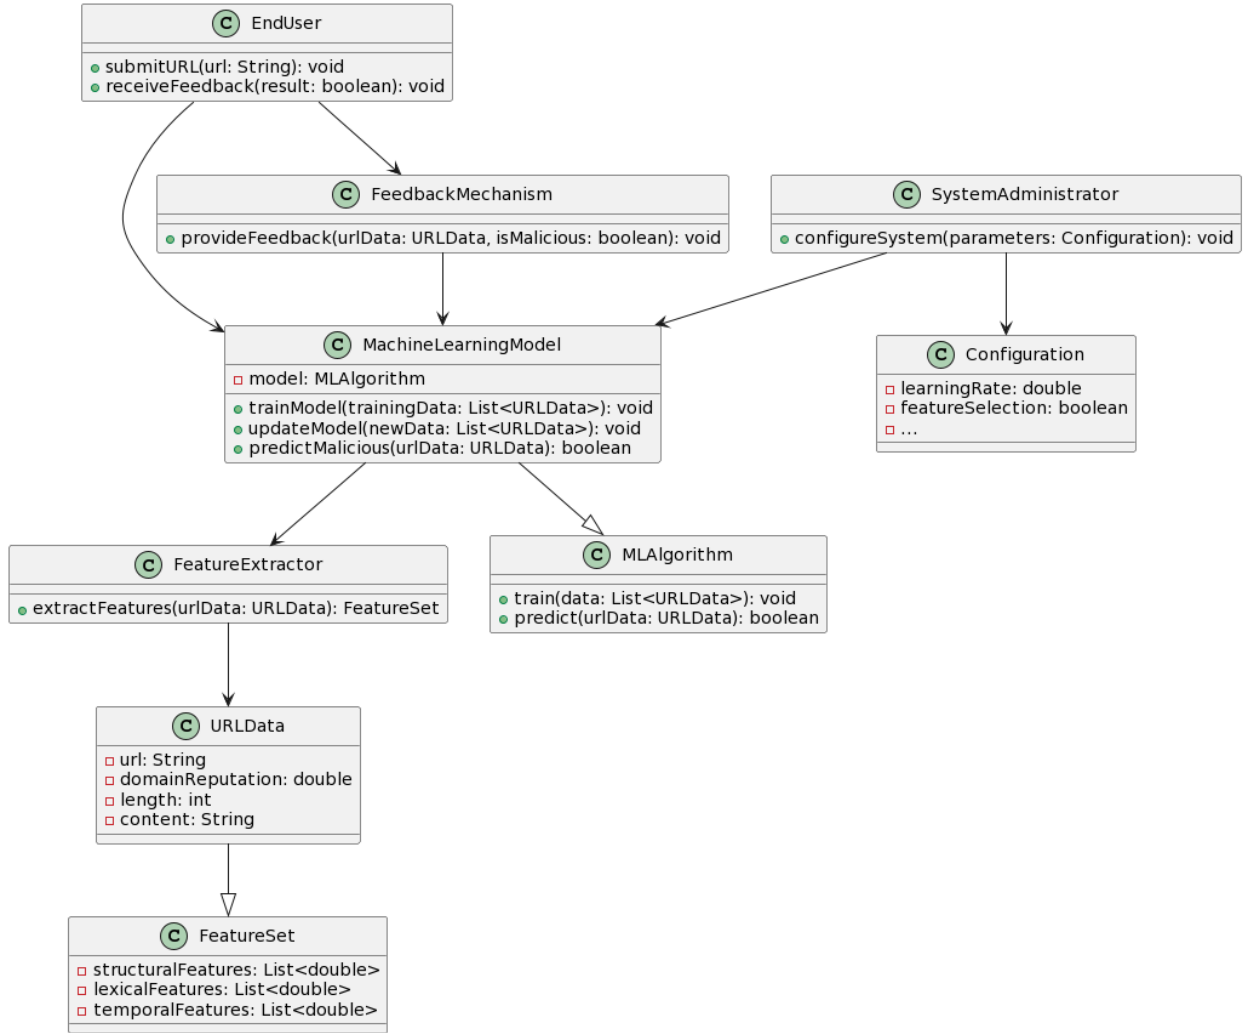 C EndUser
submitURL(url: String): void
receiveFeedback(result: boolean): void
C FeedbackMechanism
provideFeedback(urlData: URLData, isMalicious: boolean): void
C SystemAdministrator
configureSystem(parameters: Configuration): void
C MachineLearningModel
model: MLAlgorithm
trainModel(trainingData: List<URLData>): void
updateModel(newData: List<URLData>): void
predictMalicious(urlData: URLData): boolean
C Configuration
learningRate: double
featureSelection: boolean
...
C FeatureExtractor
extractFeatures(urlData: URLData): FeatureSet
C MLAlgorithm
train(data: List<URLData>): void
predict(urlData: URLData): boolean
C URLData
url: String
domainReputation: double
length: int
content: String
C FeatureSet
structuralFeatures: List<double>
lexicalFeatures: List<double>
temporalFeatures: List<double>